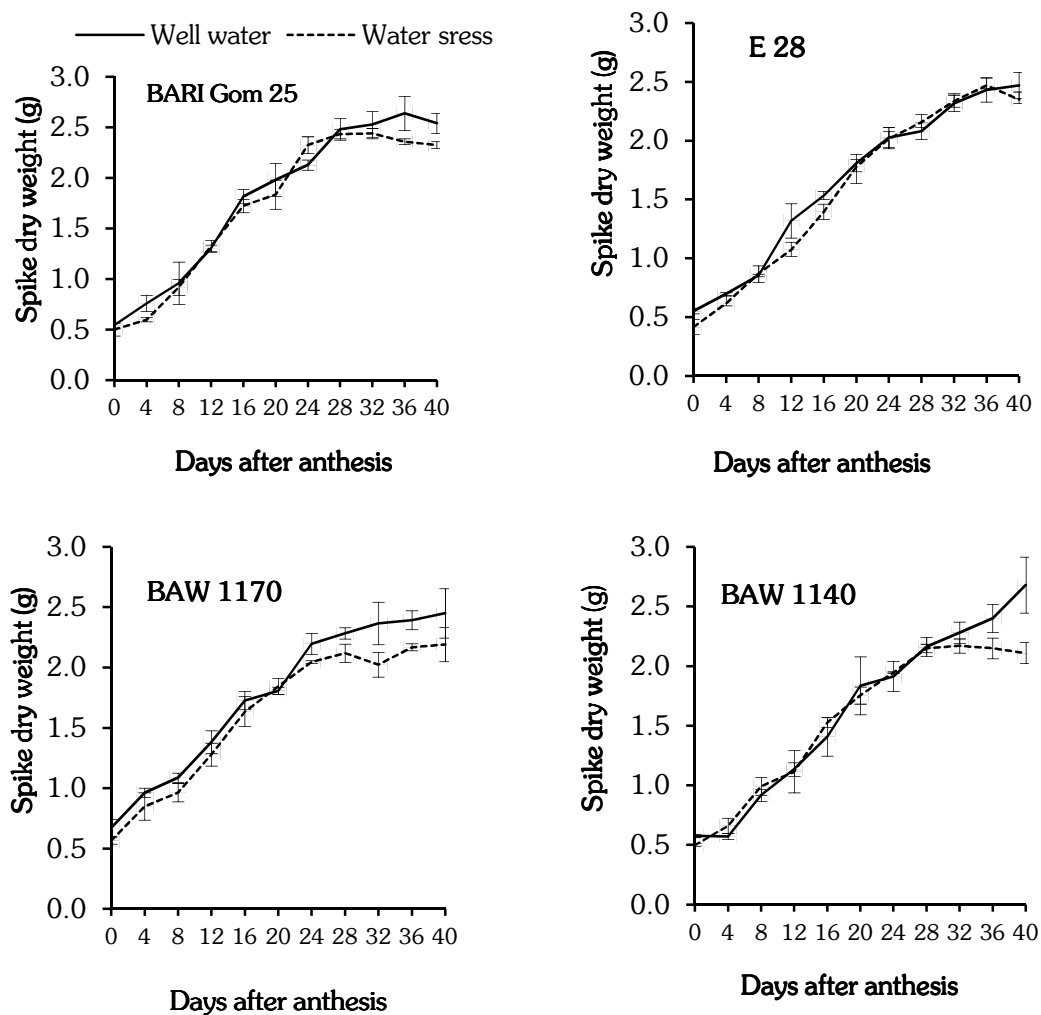 Well water Water sress
BARI Gom 25
Spike dry weight (g)
3.0
2.5
2.0
1.5
1.0
0.5
0.0
0 4 8 12 16 20 24 28 32 36 40
Days after anthesis
E 28
Spike dry weight (g)
3.0
2.5
2.0
1.5
1.0
0.5
0.0
0 4 8 12 16 20 24 28 32 36 40
Days after anthesis
BAW 1170
Spike dry weight (g)
3.0
2.5
2.0
1.5
1.0
0.5
0.0
0 4 8 12 16 20 24 28 32 36 40
Days after anthesis
BAW 1140
Spike dry weight (g)
3.0
2.5
2.0
1.5
1.0
0.5
0.0
0 4 8 12 16 20 24 28 32 36 40
Days after anthesis